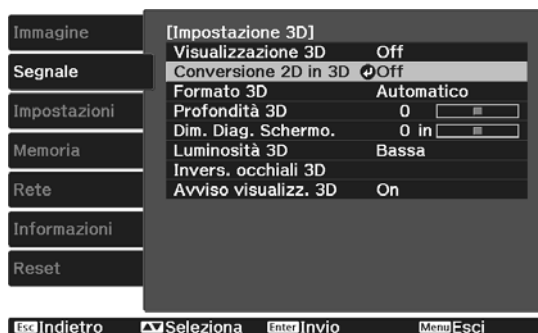 Immagine
Segnale
Impostazioni
Memoria
Rete
Informazioni
Reset
[Impostazione 3D]
Visualizzazione 3D Off
Conversione 2D in 3D Off
Formato 3D Automatico
Profondità 3D 0
Dim. Diag. Schermo. 0 in
Luminosità 3D Bassa
Invers. occhiali 3D
Avviso visualizz. 3D On
Esc Indietro Seleziona Enter Invio Menu Esci